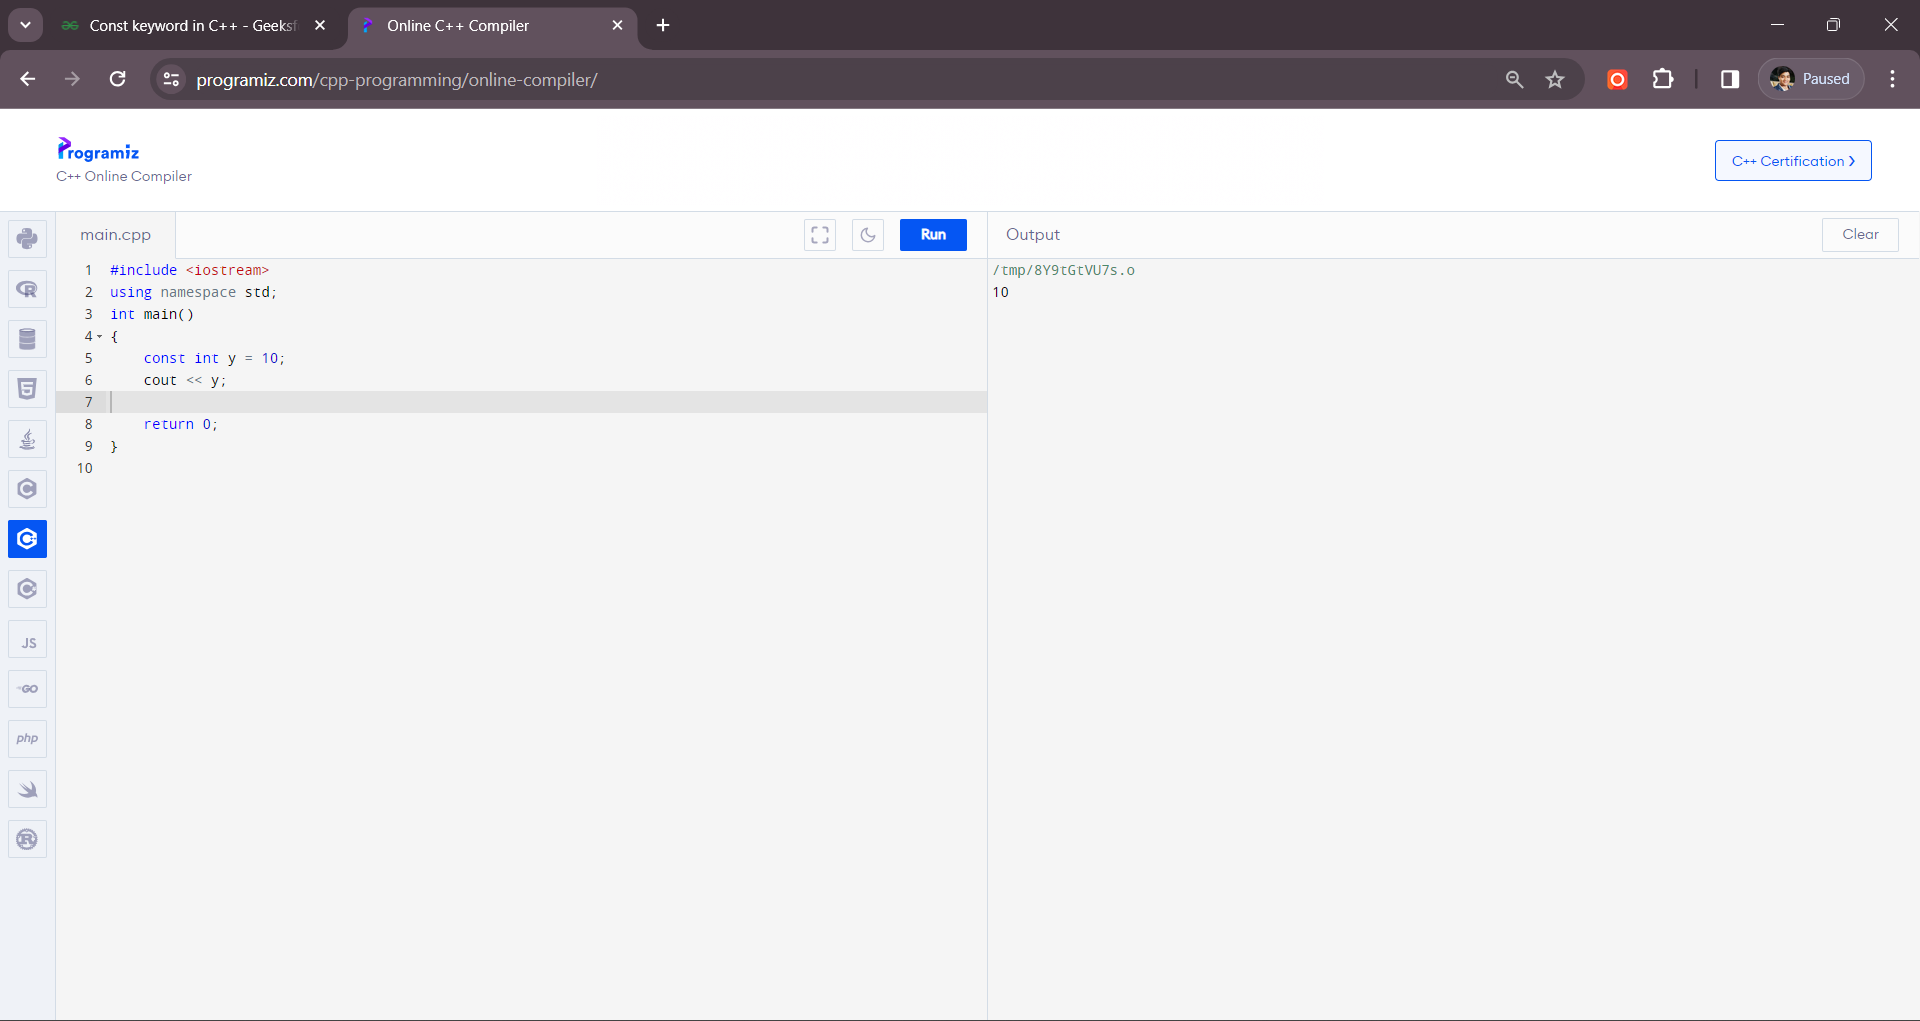 Const keyword in C++ - Geeksf
Online C++ Compiler
programiz.com/cpp-programming/online-compiler/
Paused
Programiz
C++ Online Compiler
C++ Certification >
main.cpp
Run
Output
Clear
1 #include <iostream>
2 using namespace std;
3 int main()
4 {
5 const int y = 10;
6 cout << y;
7
8 return 0;
9 }
10
/tmp/8Y9tGtVU7s.o
10
JS
GO
php